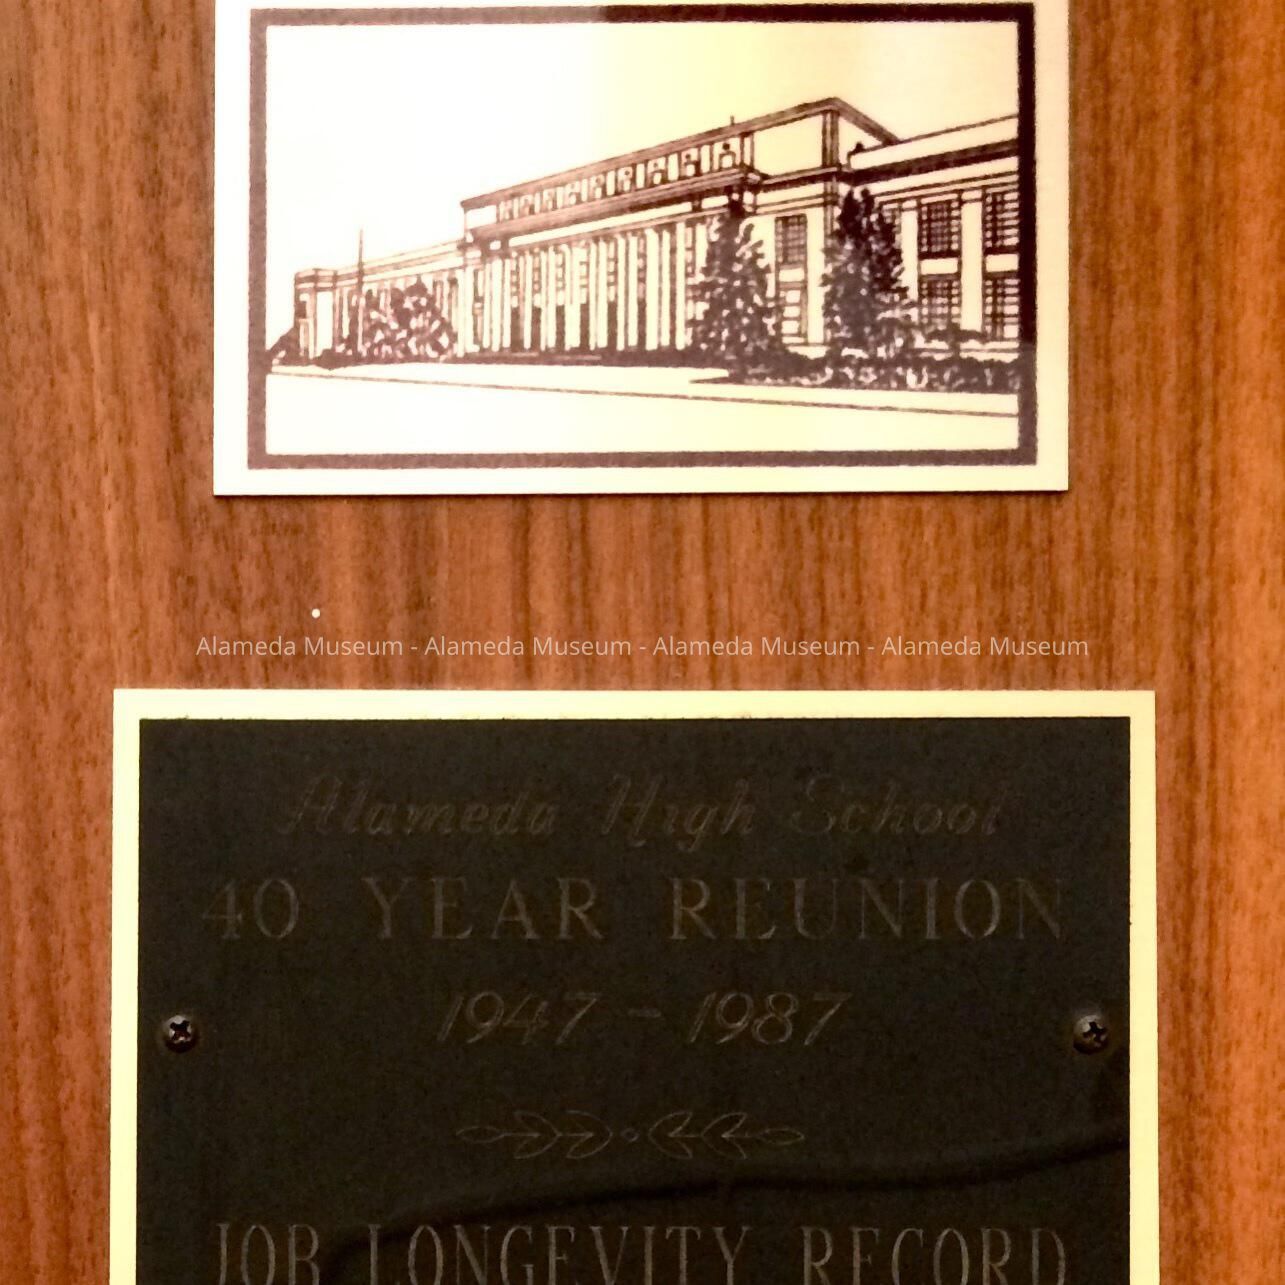 Alameda Museum - Alameda Museum - Alameda Museum - Alameda Museum
Alameda High School
40 YEAR REUNION
1947 - 1987
JOB LONGEVITY RECORD